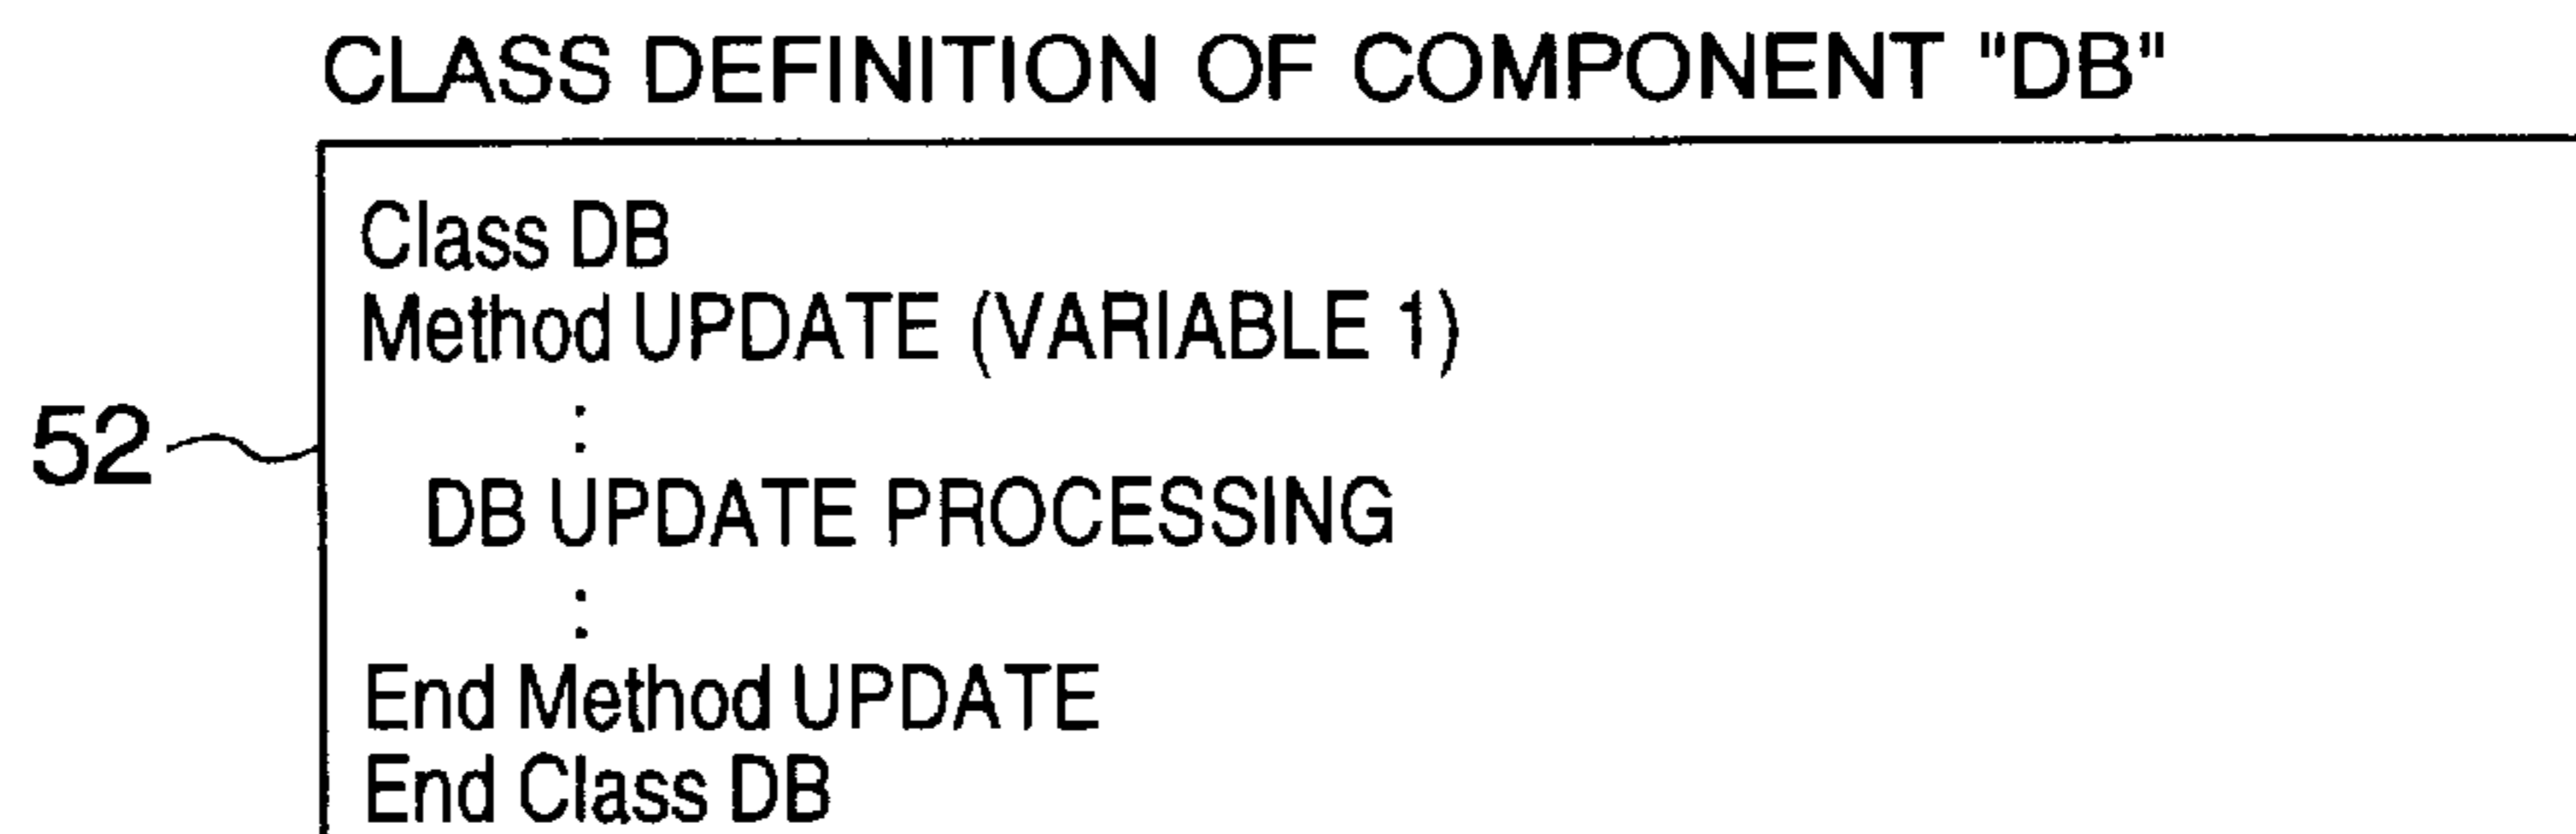 CLASS DEFINITION OF COMPONENT "DB"
Class DB
Method UPDATE (VARIABLE 1)
:
52
DB UPDATE PROCESSING
:
End Method UPDATE
End Class DB